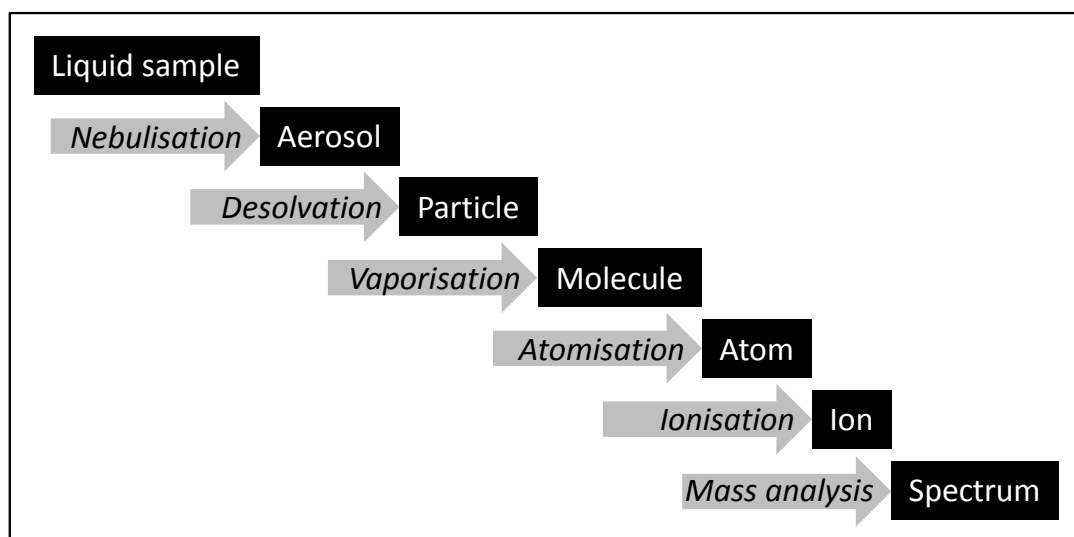 Liquid sample
Nebulisation Aerosol
Desolvation Particle
Vaporisation Molecule
Atomisation Atom
Ionisation Ion
Mass analysis Spectrum